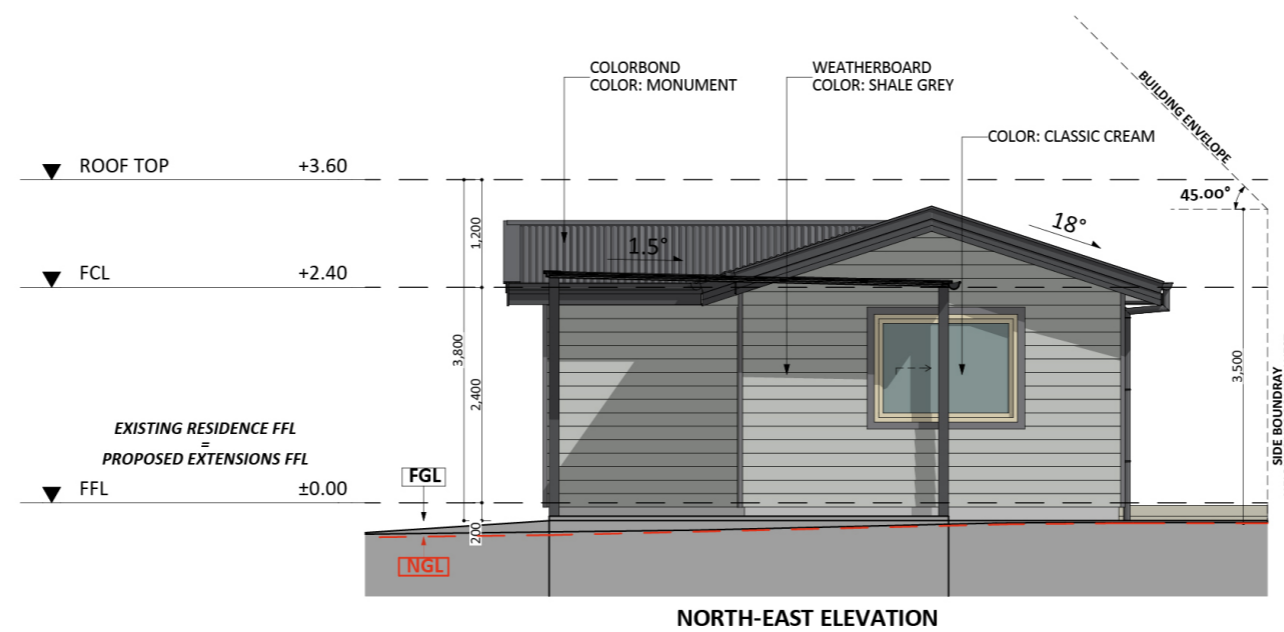 COLORBOND
COLOR: MONUMENT
WEATHERBOARD
COLOR: SHALE GREY
BUILDING ENVELOPE
COLOR: CLASSIC CREAM
ROOF TOP +3.60
45.00°
1,200
1.5°
18°
FCL +2.40
3,800
2,400
3,500
SIDE BOUNDRAY
EXISTING RESIDENCE FFL
=
PROPOSED EXTENSIONS FFL
FGL
FFL ±0.00
200
NGL
NORTH-EAST ELEVATION